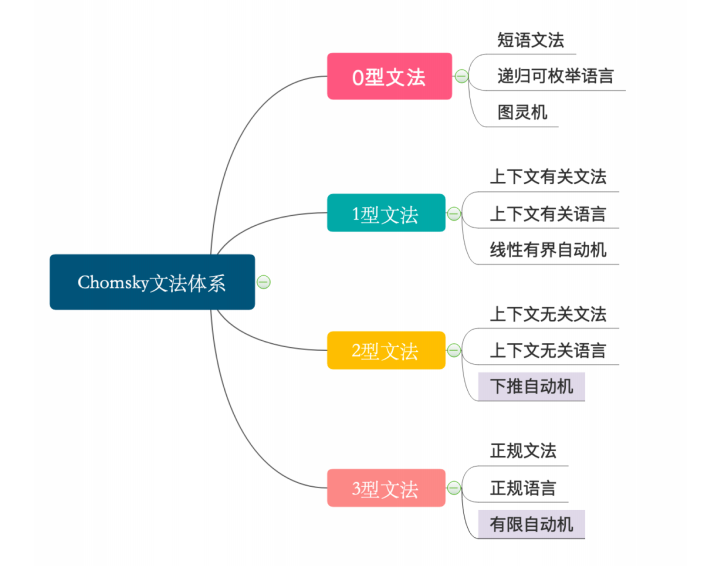 Chomsky文法体系
0型文法
短语文法
递归可枚举语言
图灵机
1型文法
上下文有关文法
上下文有关语言
线性有界自动机
2型文法
上下文无关文法
上下文无关语言
下推自动机
3型文法
正规文法
正规语言
有限自动机